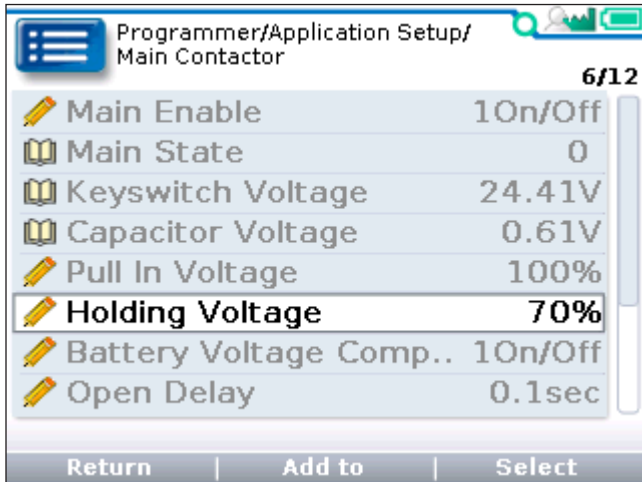 Programmer/Application Setup/
Main Contactor
6/12
Main Enable 1On/Off
Main State 0
Keyswitch Voltage 24.41V
Capacitor Voltage 0.61V
Pull In Voltage 100%
Holding Voltage 70%
Battery Voltage Comp.. 1On/Off
Open Delay 0.1sec
Return | Add to | Select